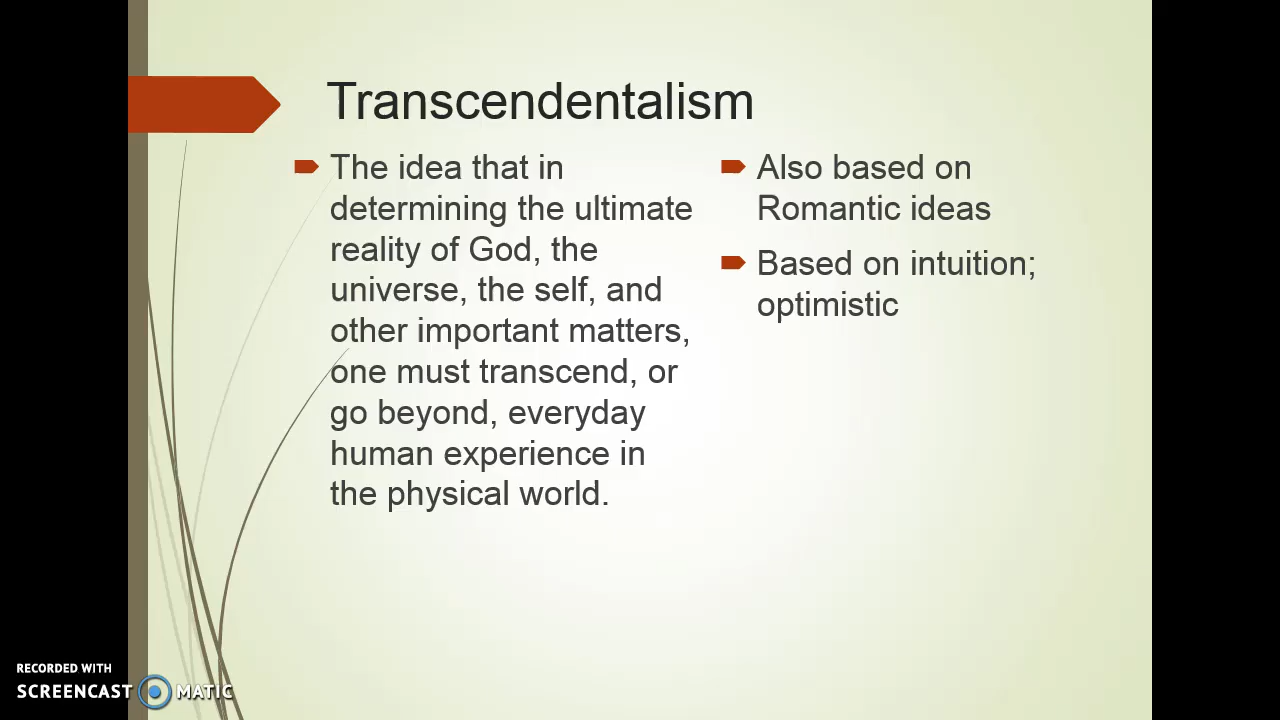 Transcendentalism
The idea that in
determining the ultimate
reality of God, the
universe, the self, and
other important matters,
one must transcend, or
go beyond, everyday
human experience in
the physical world.
Also based on
Romantic ideas
Based on intuition;
optimistic
RECORDED WITH
SCREENCAST MATIC